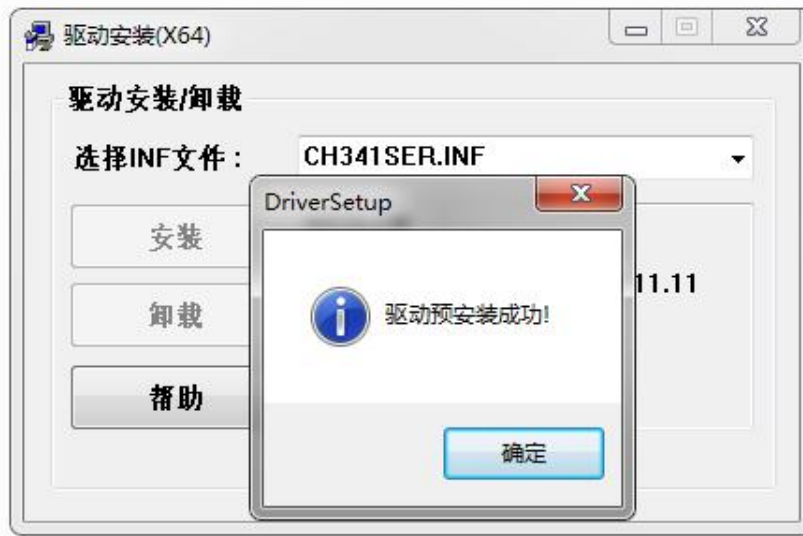 驱动安装(X64)
驱动安装/卸载
选择INF文件：
CH341SER.INF
DriverSetup
安装
11.11
驱动预安装成功!
卸载
帮助
确定